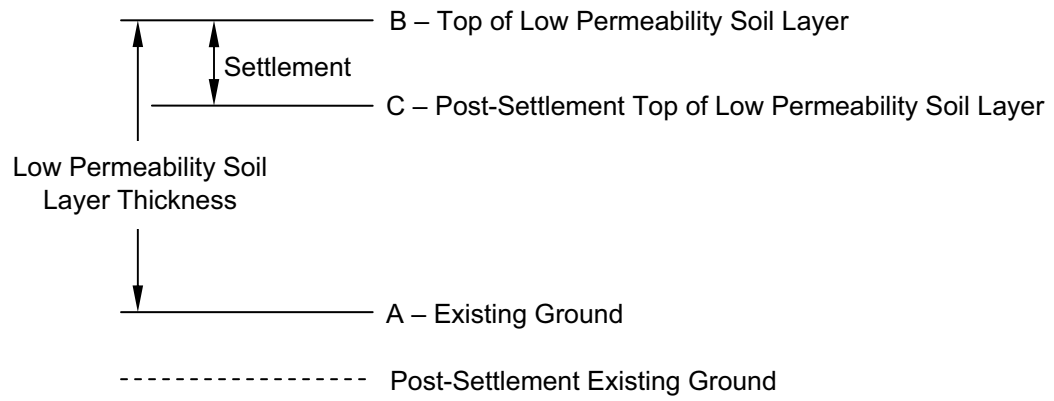 B – Top of Low Permeability Soil Layer
Settlement
C – Post-Settlement Top of Low Permeability Soil Layer
Low Permeability Soil
Layer Thickness
A – Existing Ground
Post-Settlement Existing Ground